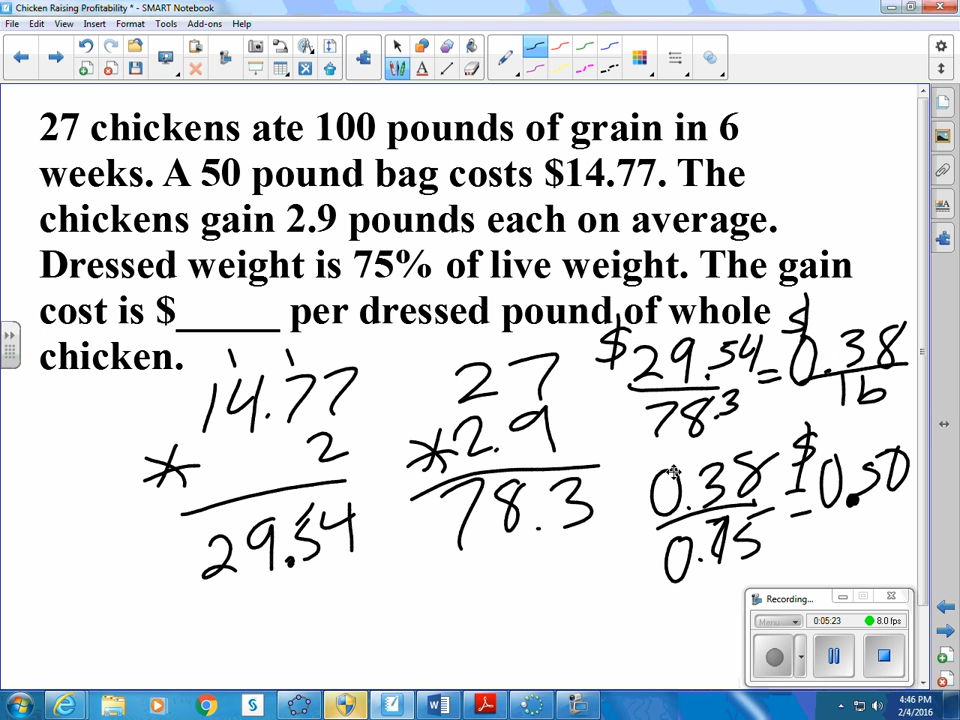 Chicken Raising Profitability * - SMART Notebook
File Edit View Insert Format Tools Add-ons Help
27 chickens ate 100 pounds of grain in 6
weeks. A 50 pound bag costs $14.77. The
chickens gain 2.9 pounds each on average.
Dressed weight is 75% of live weight. The gain
cost is $_____ per dressed pound of whole
chicken.
14.77
* 2
29.54
27
* 2.9
78.3
$29.54 = $0.38
78.3 1b
0.38 = $0.50
0.75
Recording...
Menu 0:05:23 8.0 fps
4:46 PM
2/4/2016